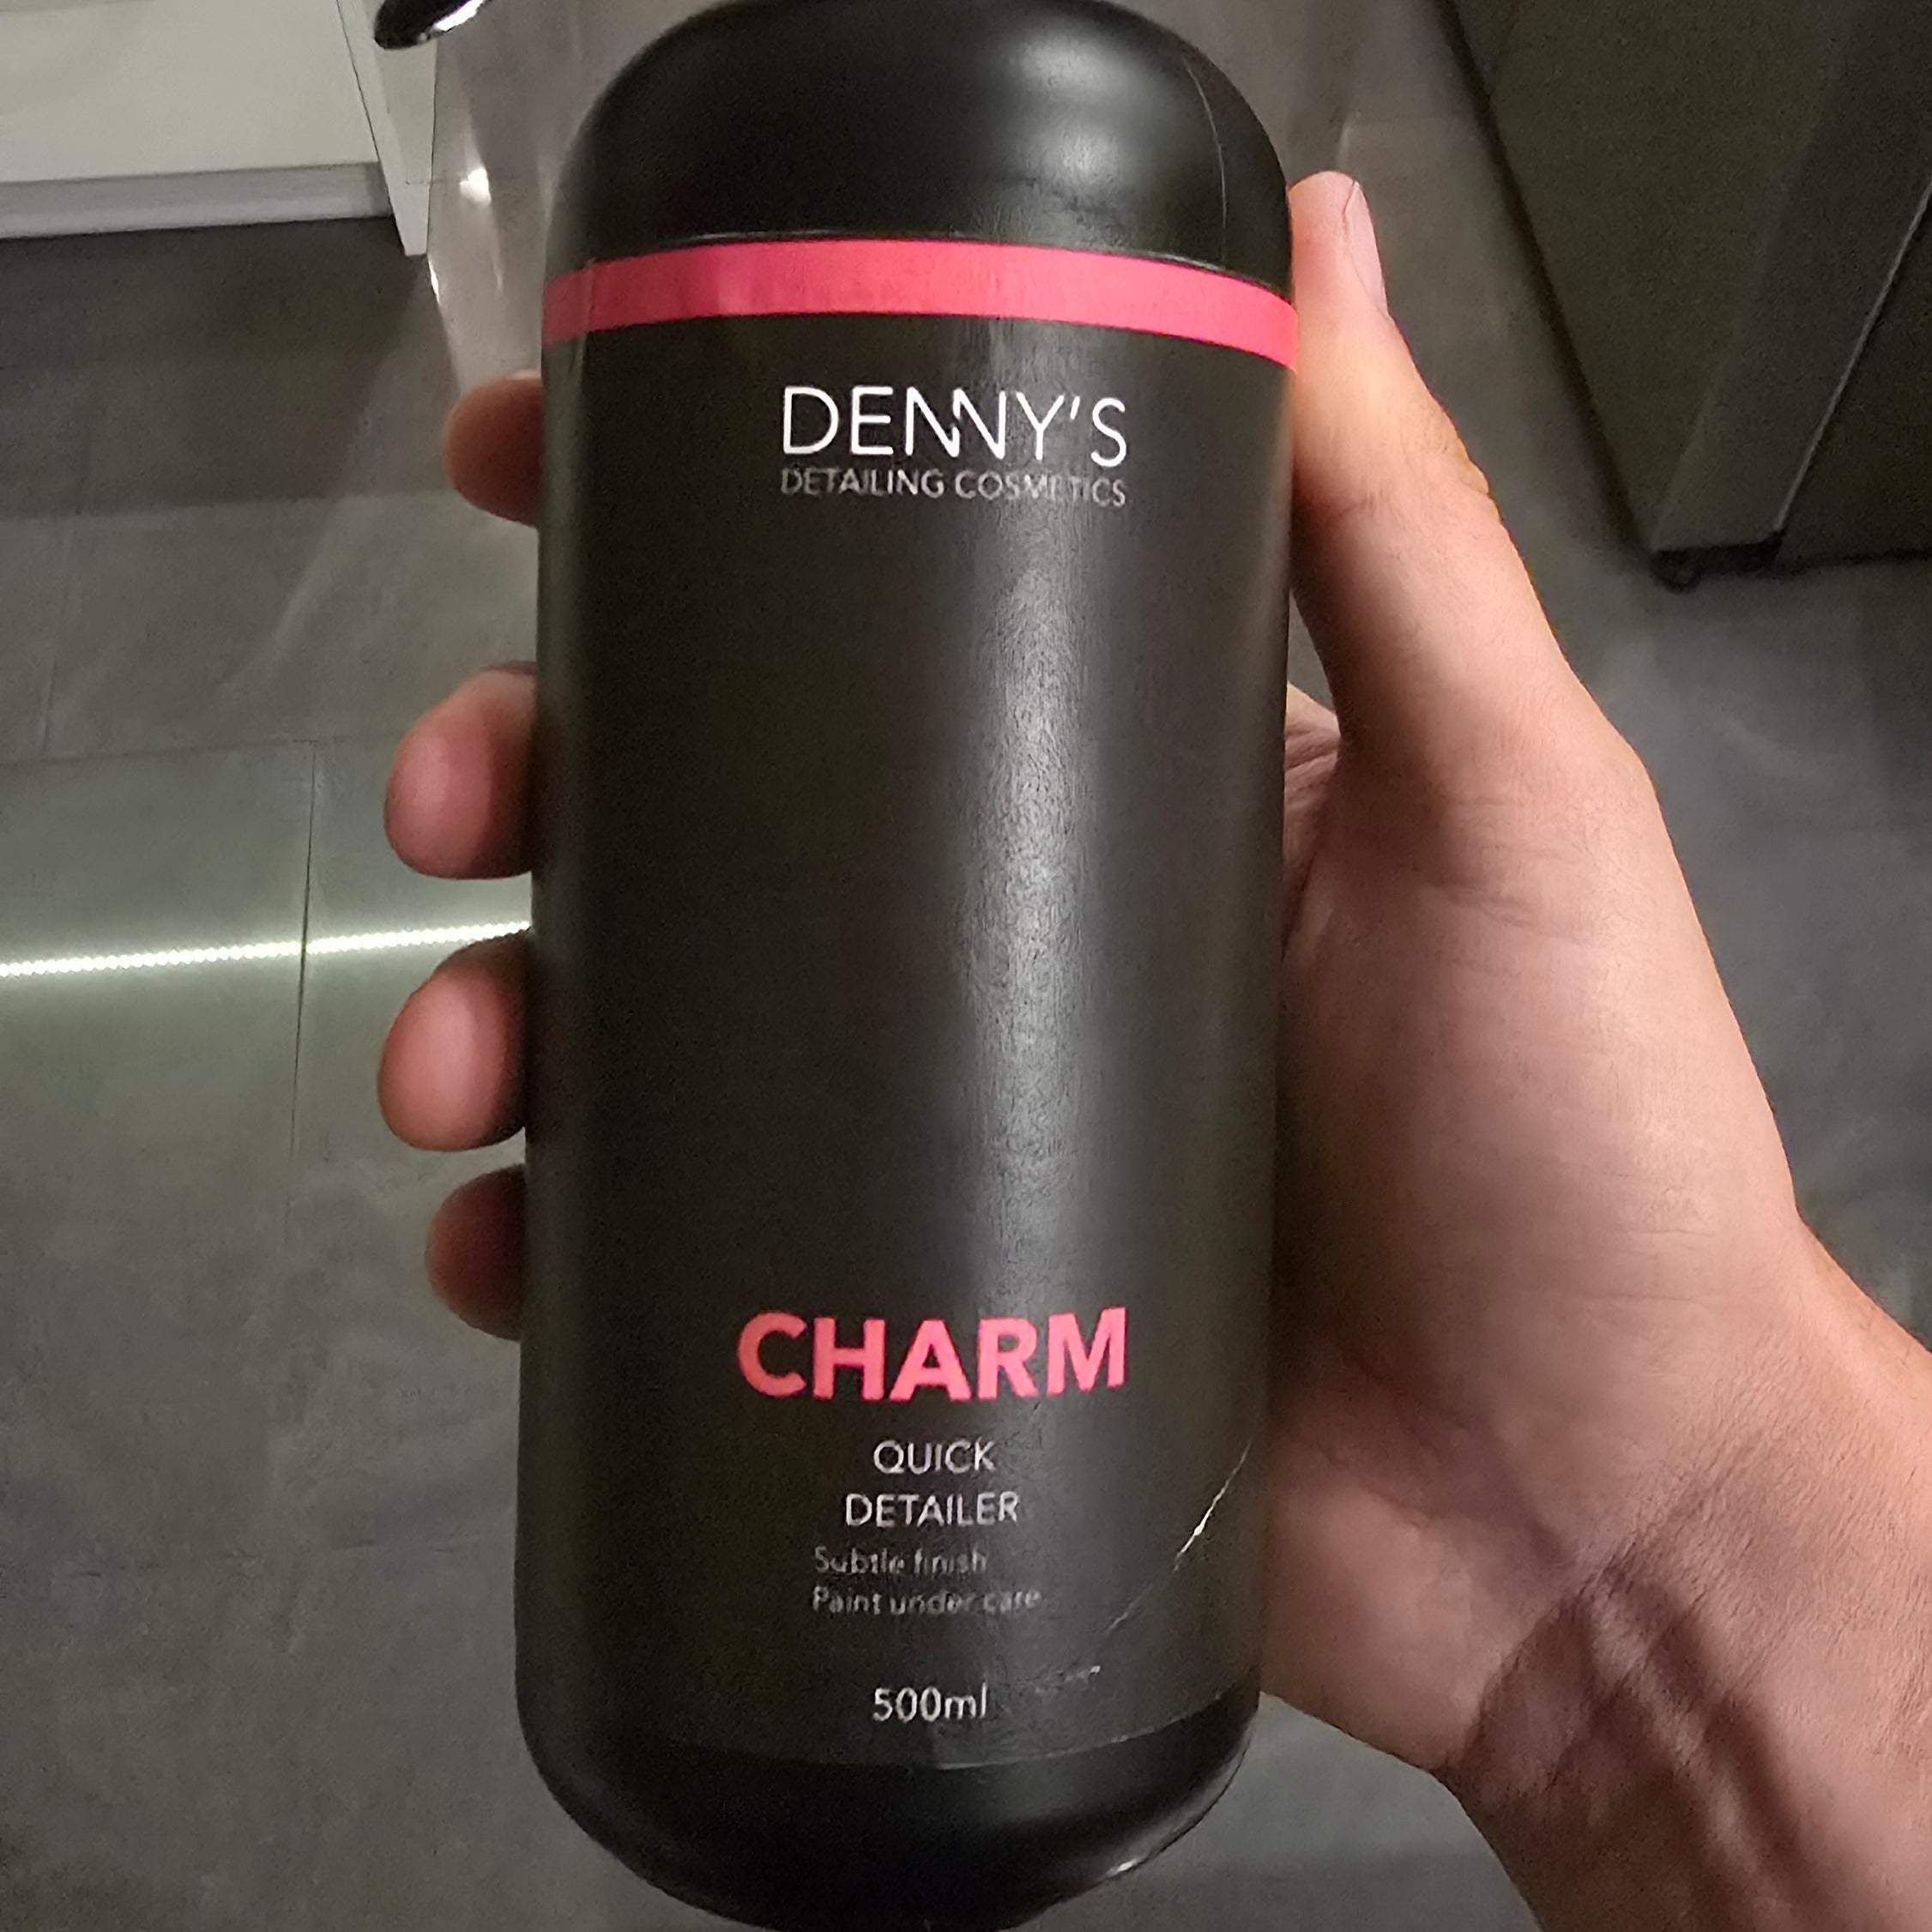 DENNY'S
DETAILING COSMETICS
CHARM
QUICK
DETAILER
Subtle finish
Paint under care
500ml